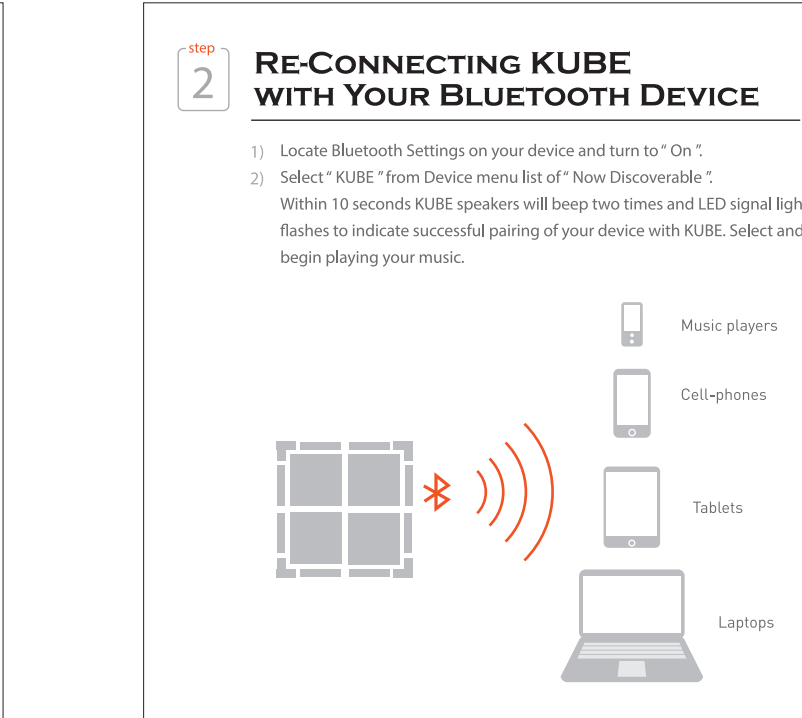 step
2
RE-CONNECTING KUBE
WITH YOUR BLUETOOTH DEVICE
1) Locate Bluetooth Settings on your device and turn to “ On ”.
2) Select “ KUBE ” from Device menu list of “ Now Discoverable ”.
Within 10 seconds KUBE speakers will beep two times and LED signal
flashes to indicate successful pairing of your device with KUBE. Select and
begin playing your music.
Music players
Cell-phones
Tablets
Laptops